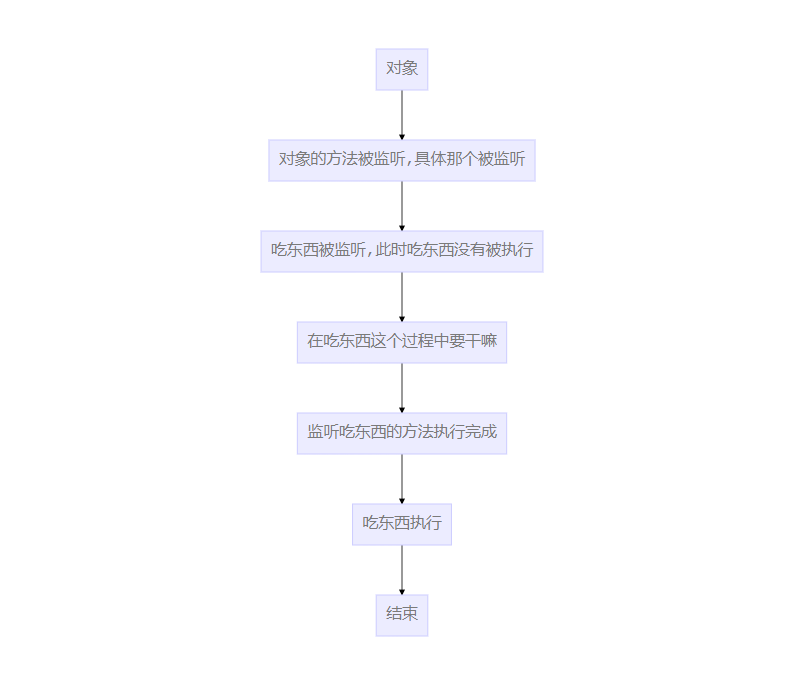 对象
对象的方法被监听,具体那个被监听
吃东西被监听,此时吃东西没有被执行
在吃东西这个过程中要干嘛
监听吃东西的方法执行完成
吃东西执行
结束